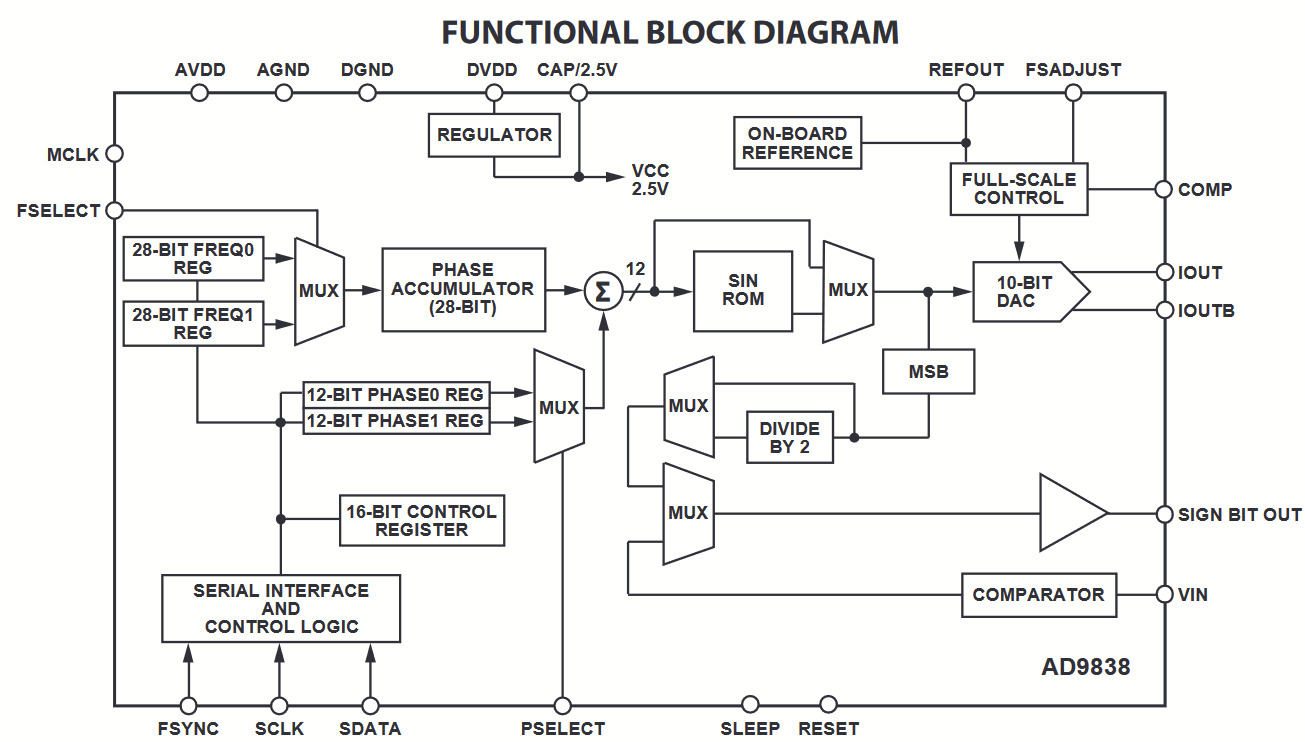 FUNCTIONAL BLOCK DIAGRAM
AVDD
AGND
DGND
DVDD
CAP/2.5V
REFOUT
FSADJUST
MCLK
REGULATOR
ON-BOARD
REFERENCE
VCC
2.5V
FULL-SCALE
CONTROL
COMP
FSELECT
28-BIT FREQ0
REG
28-BIT FREQ1
REG
MUX
PHASE
ACCUMULATOR
(28-BIT)
Σ
12
SIN
ROM
MUX
10-BIT
DAC
IOUT
IOUTB
MSB
12-BIT PHASE0 REG
12-BIT PHASE1 REG
MUX
MUX
DIVIDE
BY 2
16-BIT CONTROL
REGISTER
MUX
SIGN BIT OUT
SERIAL INTERFACE
AND
CONTROL LOGIC
COMPARATOR
VIN
AD9838
FSYNC
SCLK
SDATA
PSELECT
SLEEP
RESET